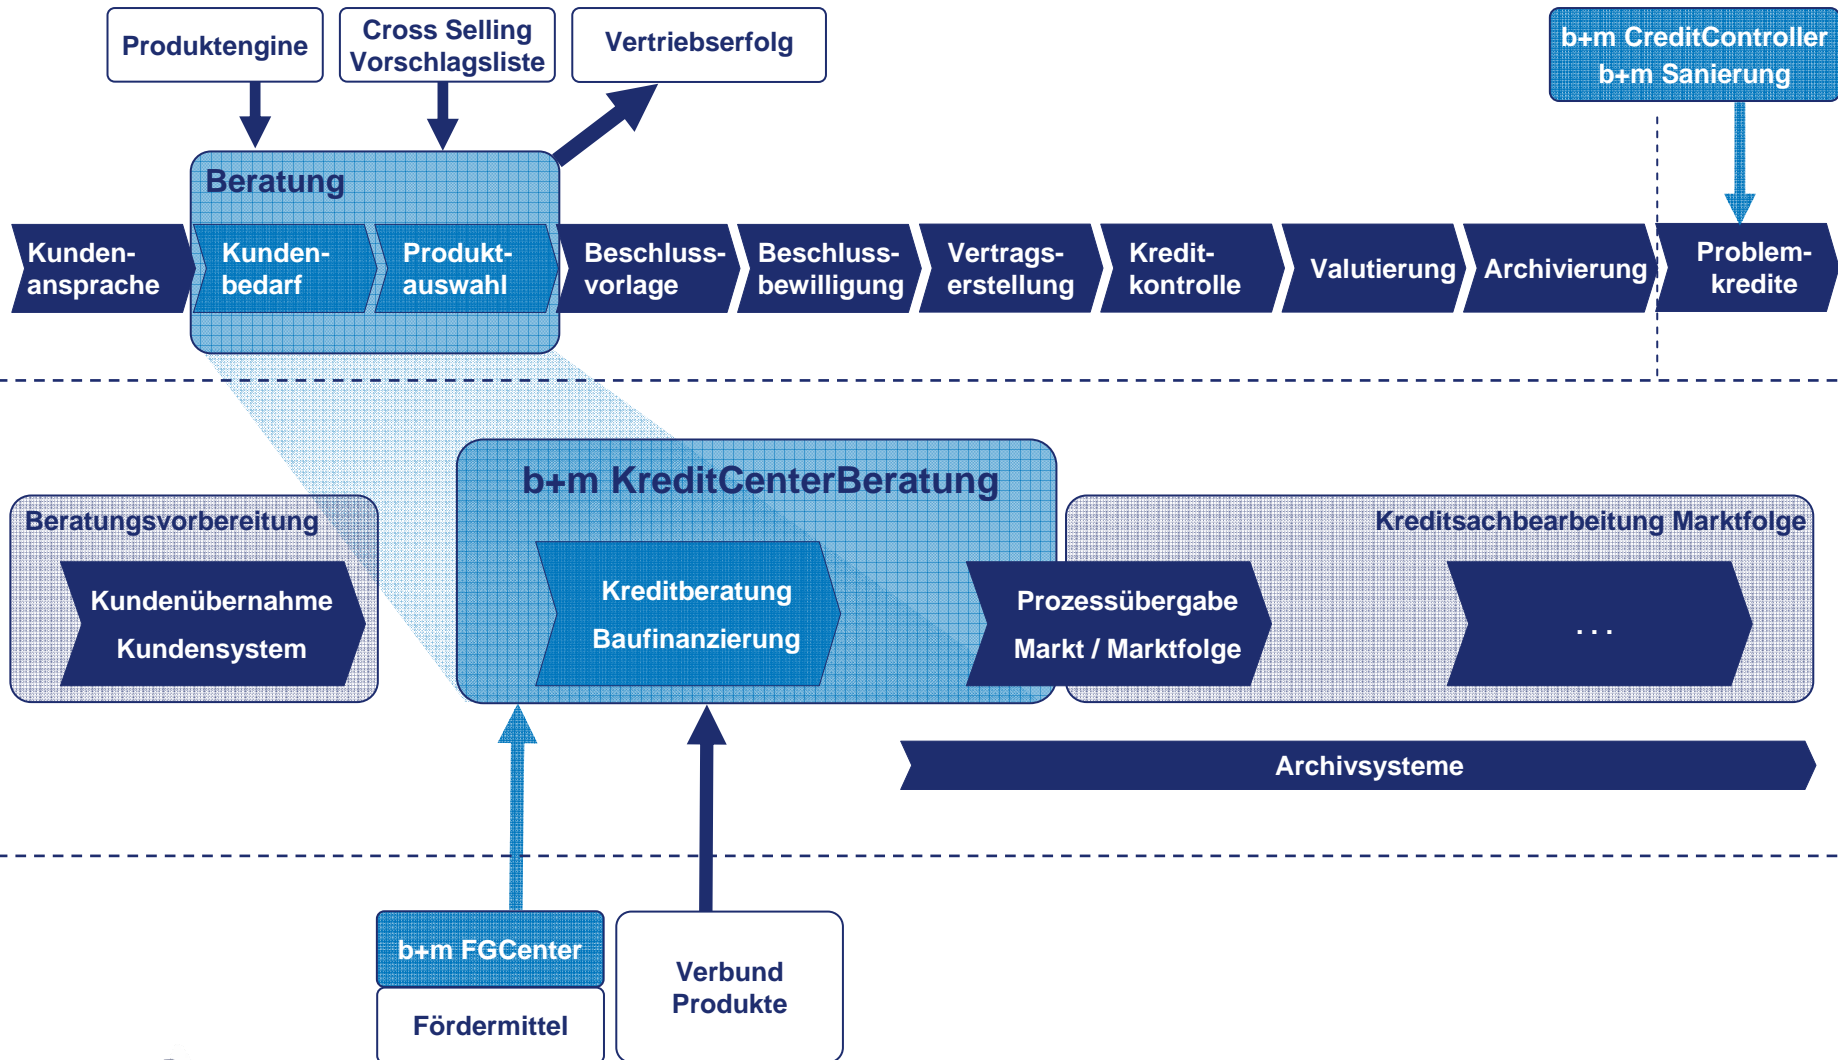 Produktengine
Cross Selling
Vorschlagsliste
Vertriebserfolg
b+m CreditController
b+m Sanierung
Beratung
Kunden-
ansprache
Kunden-
bedarf
Produkt-
auswahl
Beschluss-
vorlage
Beschluss-
bewilligung
Vertrags-
erstellung
Kredit-
kontrolle
Valutierung
Archivierung
Problem-
kredite
b+m KreditCenterBeratung
Beratungsvorbereitung
Kreditsachbearbeitung Marktfolge
Kundenübernahme
Kundensystem
Kreditberatung
Baufinanzierung
Prozessübergabe
Markt / Marktfolge
. . .
Archivsysteme
b+m FGCenter
Fördermittel
Verbund
Produkte